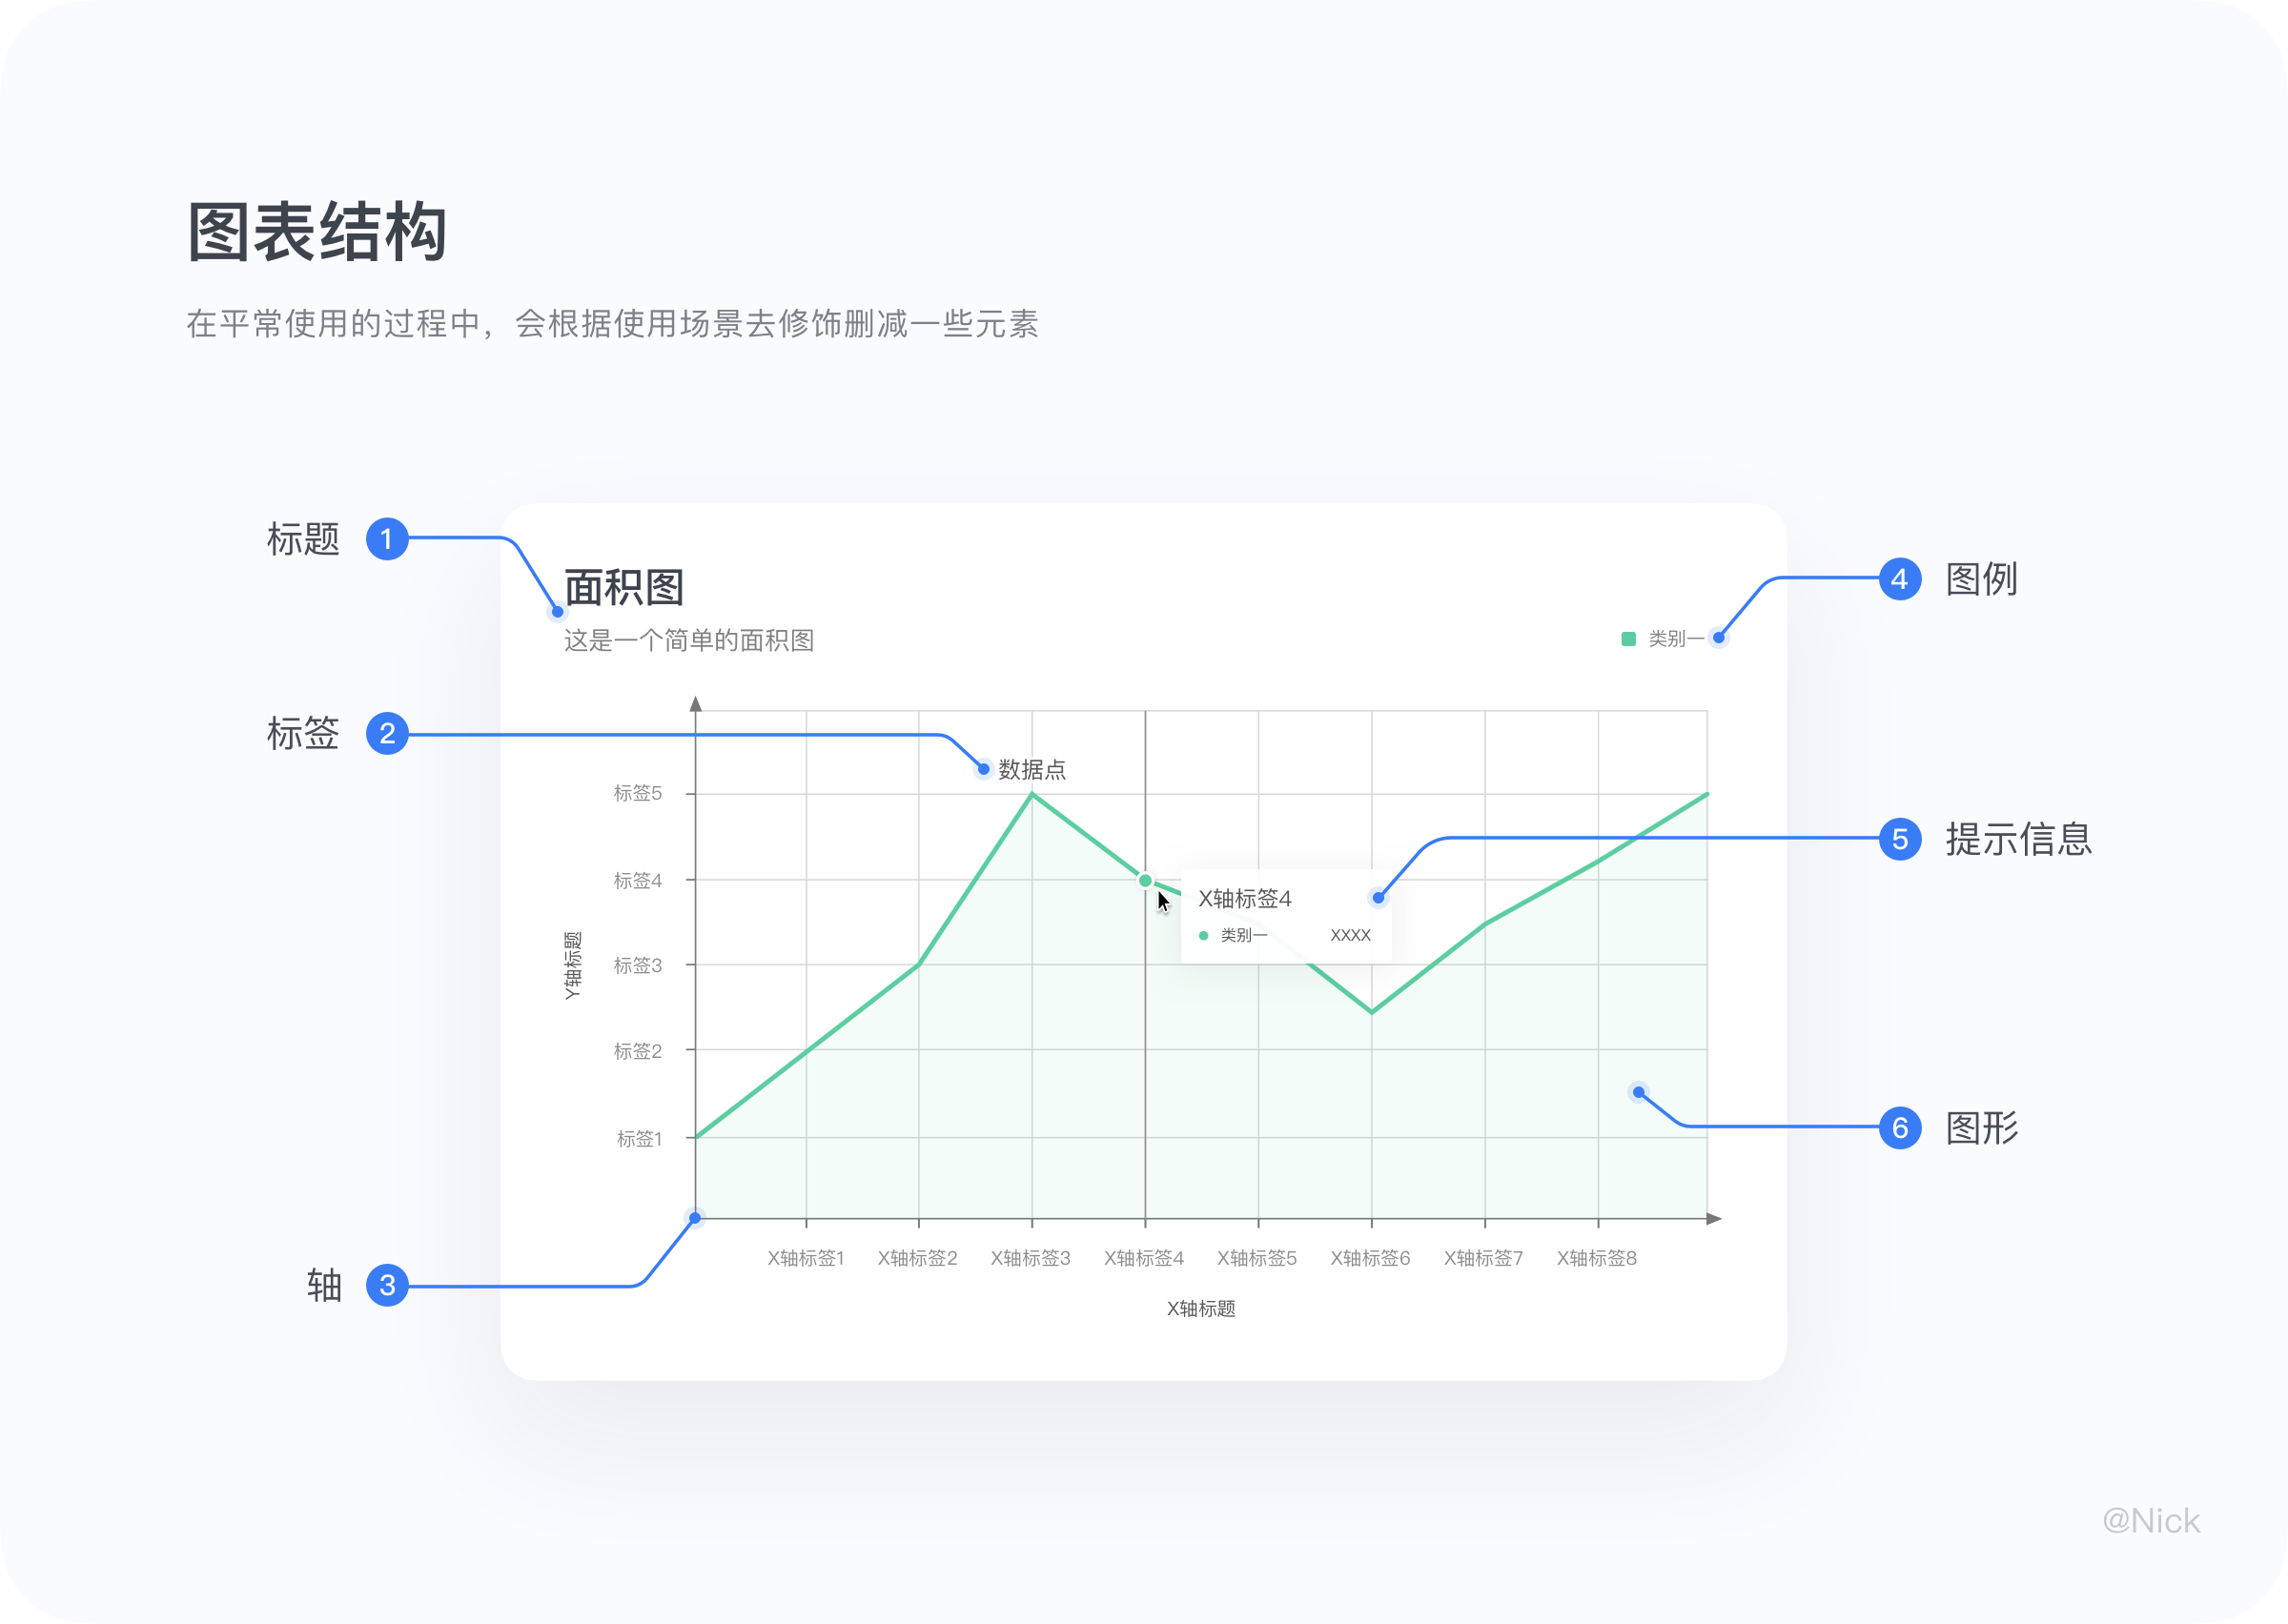 图表结构
在平常使用的过程中，会根据使用场景去修饰删减一些元素
标题 1
面积图
这是一个简单的面积图
4 图例
类别一
标签 2
数据点
标签5
标签4
标签3
标签2
标签1
Y轴标题
X轴标签4
类别一 XXXX
5 提示信息
6 图形
轴 3
X轴标签1 X轴标签2 X轴标签3 X轴标签4 X轴标签5 X轴标签6 X轴标签7 X轴标签8
X轴标题
@Nick